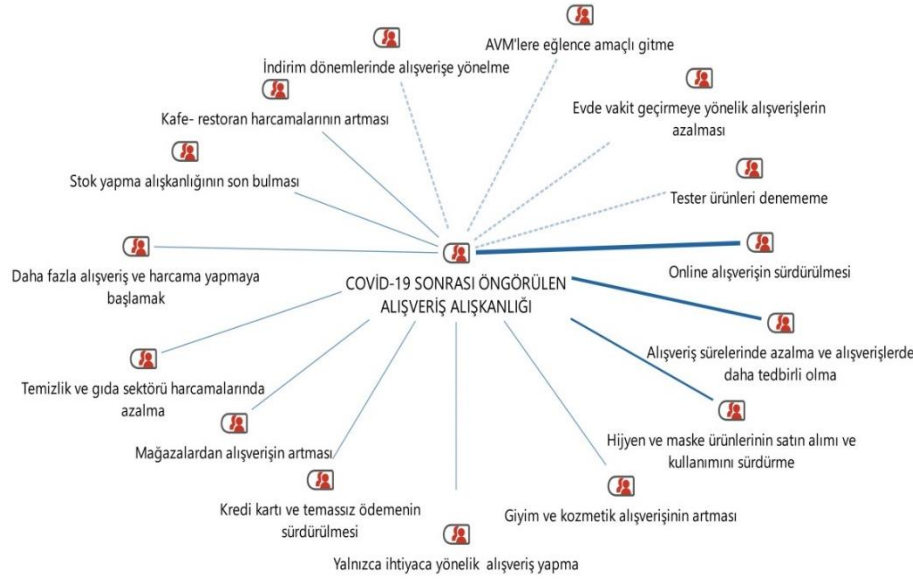 AVM'lere eğlence amaçlı gitme
İndirim dönemlerinde alışverişe yönelme
Evde vakit geçirmeye yönelik alışverişlerin
azalması
Kafe- restoran harcamalarının artması
Stok yapma alışkanlığının son bulması
Tester ürünleri denememe
Daha fazla alışveriş ve harcama yapmaya
başlamak
Online alışverişin sürdürülmesi
COVİD-19 SONRASI ÖNGÖRÜLEN
ALIŞVERİŞ ALIŞKANLIĞI
Alışveriş sürelerinde azalma ve alışverişlerde
daha tedbirli olma
Temizlik ve gıda sektörü harcamalarında
azalma
Hijyen ve maske ürünlerinin satın alımı ve
kullanımını sürdürme
Mağazalardan alışverişin artması
Kredi kartı ve temassız ödemenin
sürdürülmesi
Giyim ve kozmetik alışverişinin artması
Yalnızca ihtiyaca yönelik alışveriş yapma